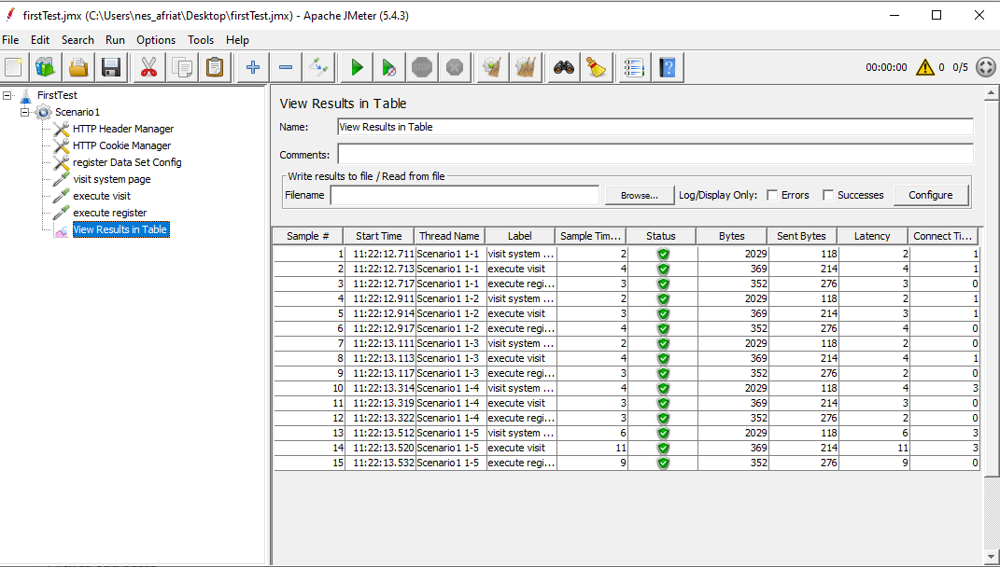 firstTest.jmx (C:\Users\nes_afriat\Desktop\firstTest.jmx) - Apache JMeter (5.4.3)
File Edit Search Run Options Tools Help
STOP 00:00:00 0 0/5
FirstTest
Scenario1
HTTP Header Manager
HTTP Cookie Manager
register Data Set Config
visit system page
execute visit
execute register
View Results in Table
View Results in Table
Name: View Results in Table
Comments:
Write results to file / Read from file
Filename Browse... Log/Display Only: Errors Successes Configure
Sample # Start Time Thread Name Label Sample Tim... Status Bytes Sent Bytes Latency Connect Ti...
1 11:22:12.711 Scenario1 1-1 visit system ... 2 2029 118 2 1
2 11:22:12.713 Scenario1 1-1 execute visit 4 369 214 4 1
3 11:22:12.717 Scenario1 1-1 execute regi... 3 352 276 3 0
4 11:22:12.911 Scenario1 1-2 visit system ... 2 2029 118 2 1
5 11:22:12.914 Scenario1 1-2 execute visit 3 369 214 3 1
6 11:22:12.917 Scenario1 1-2 execute regi... 4 352 276 4 0
7 11:22:13.111 Scenario1 1-3 visit system ... 2 2029 118 2 0
8 11:22:13.113 Scenario1 1-3 execute visit 4 369 214 4 1
9 11:22:13.117 Scenario1 1-3 execute regi... 3 352 276 2 0
10 11:22:13.314 Scenario1 1-4 visit system ... 4 2029 118 4 3
11 11:22:13.319 Scenario1 1-4 execute visit 3 369 214 3 0
12 11:22:13.322 Scenario1 1-4 execute regi... 3 352 276 2 0
13 11:22:13.512 Scenario1 1-5 visit system ... 6 2029 118 6 3
14 11:22:13.520 Scenario1 1-5 execute visit 11 369 214 11 3
15 11:22:13.532 Scenario1 1-5 execute regi... 9 352 276 9 0